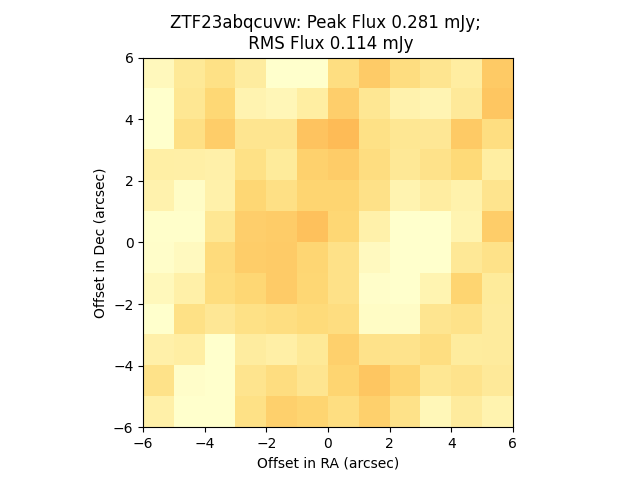 ZTF23abqcuvw: Peak Flux 0.281 mJy;
RMS Flux 0.114 mJy
6
4
2
0
−2
−4
−6
Offset in Dec (arcsec)
−6 −4 −2 0 2 4 6
Offset in RA (arcsec)